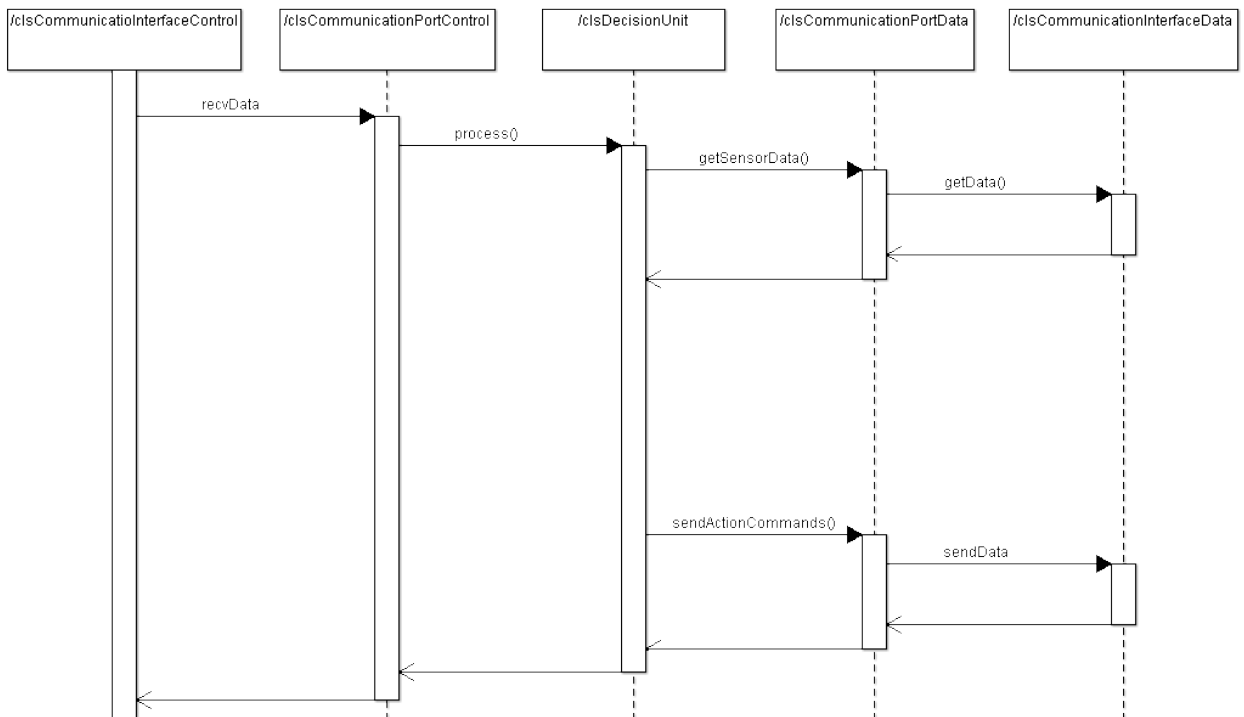 /clsCommunicatioInterfaceControl
/clsCommunicationPortControl
/clsDecisionUnit
/clsCommunicationPortData
/clsCommunicationInterfaceData
recvData
process()
getSensorData()
getData()
sendActionCommands()
sendData